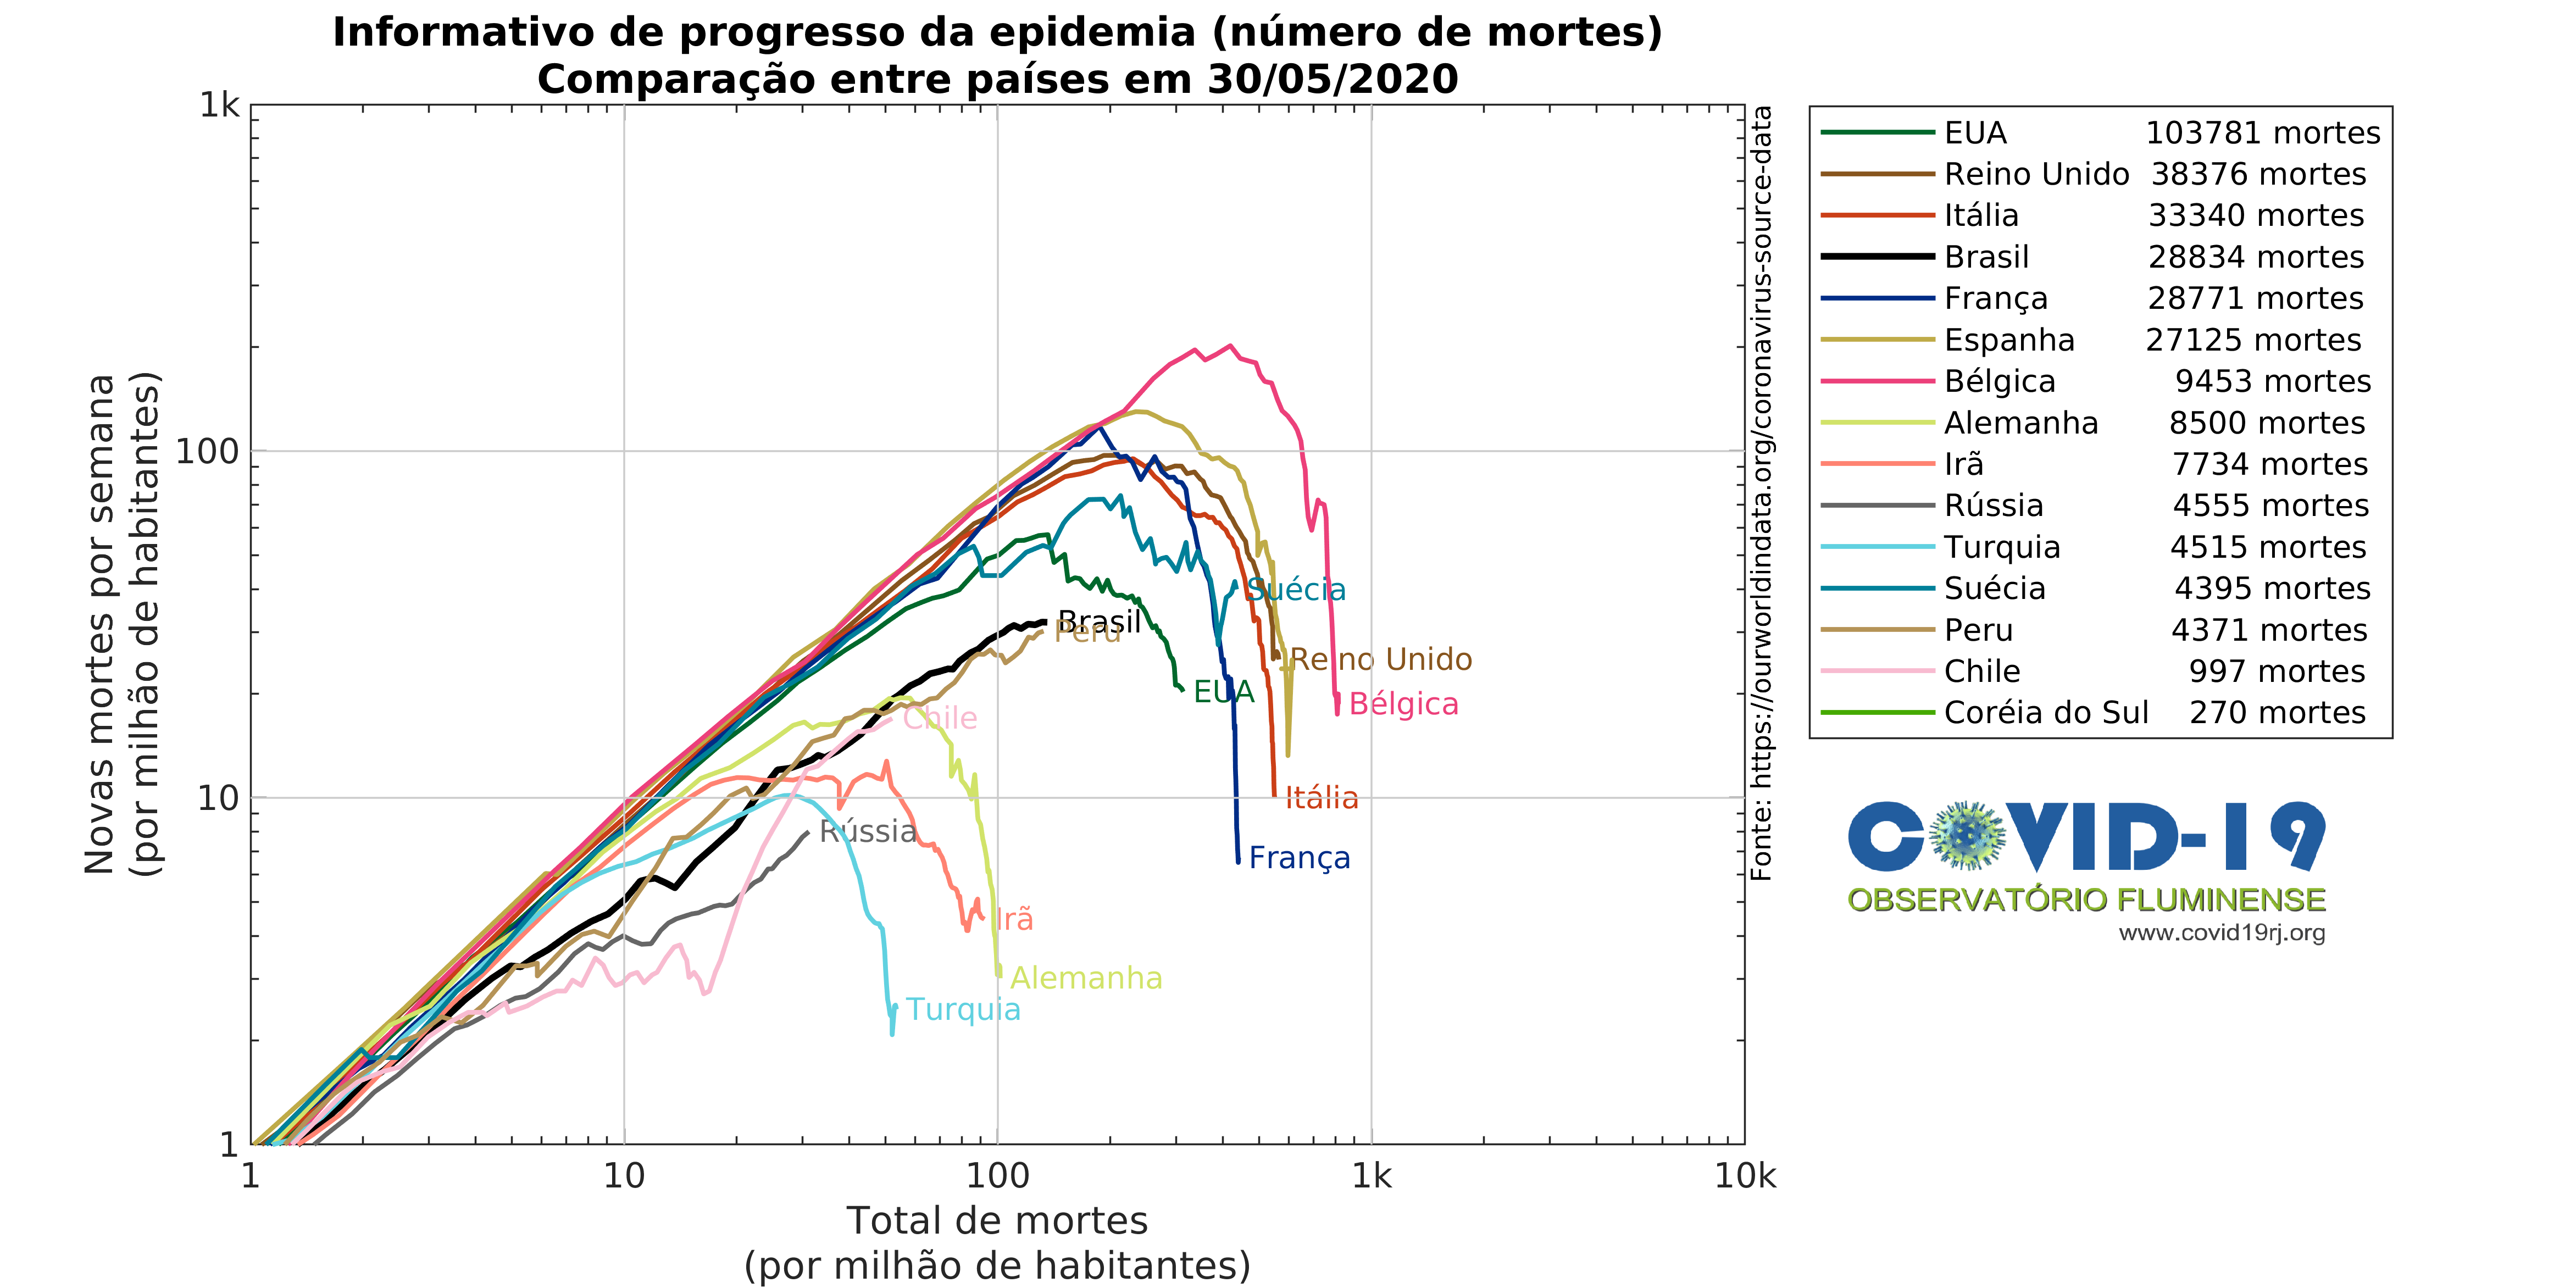 Informativo de progresso da epidemia (número de mortes)
Comparação entre países em 30/05/2020
1k
100
10
1
Novas mortes por semana
(por milhão de habitantes)
1 10 100 1k 10k
Total de mortes
(por milhão de habitantes)
Suécia
Brasil
Peru
Reino Unido
EUA
Bélgica
Chile
Itália
Rússia
França
Irã
Alemanha
Turquia
Fonte: https://ourworldindata.org/coronavirus-source-data
EUA 103781 mortes
Reino Unido 38376 mortes
Itália 33340 mortes
Brasil 28834 mortes
França 28771 mortes
Espanha 27125 mortes
Bélgica 9453 mortes
Alemanha 8500 mortes
Irã 7734 mortes
Rússia 4555 mortes
Turquia 4515 mortes
Suécia 4395 mortes
Peru 4371 mortes
Chile 997 mortes
Coréia do Sul 270 mortes
COVID-19
OBSERVATÓRIO FLUMINENSE
www.covid19rj.org